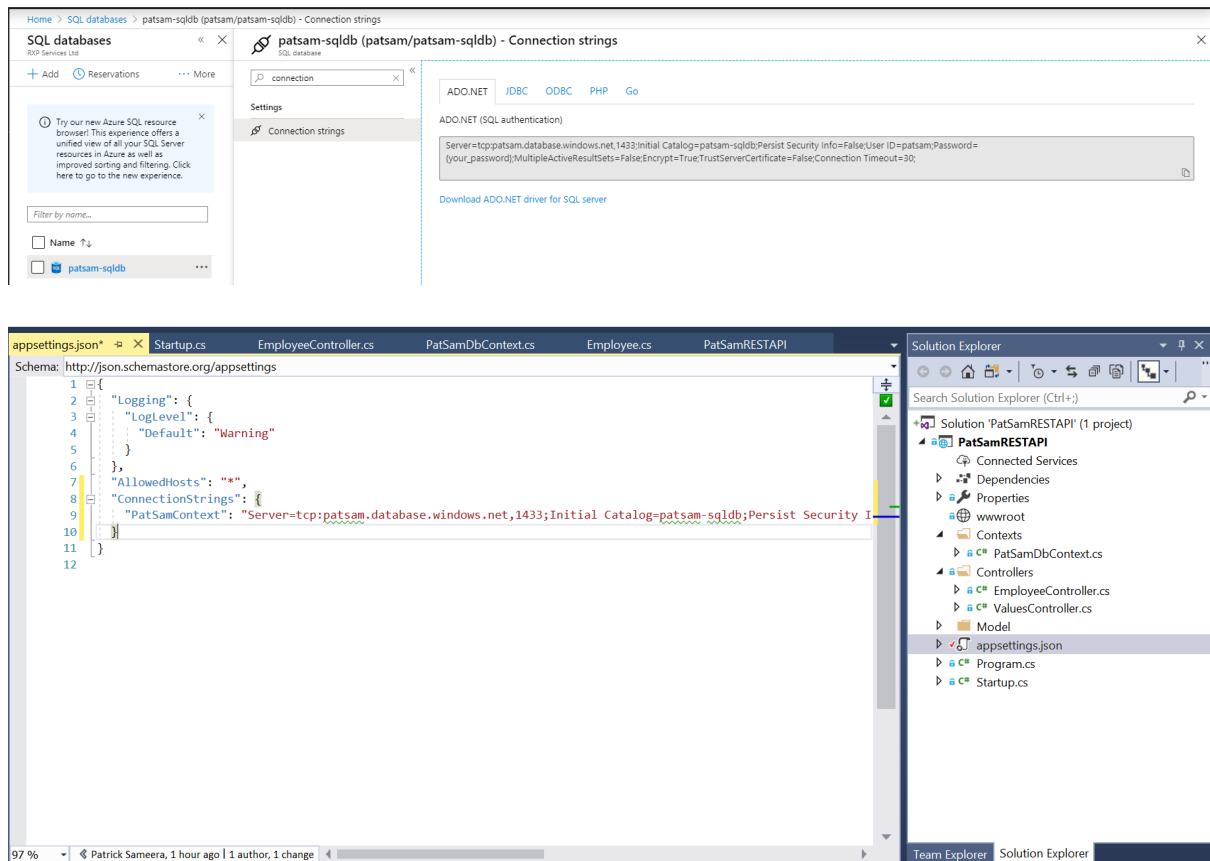 Home > SQL databases > patsam-sqldb (patsam/patsam-sqldb) - Connection strings
SQL databases
RXP Services Ltd
+ Add Reservations ··· More
Try our new Azure SQL resource
browser! This experience offers a
unified view of all your SQL Server
resources in Azure as well as
improved sorting and filtering. Click
here to go to the new experience.
Filter by name...
Name ↑↓
patsam-sqldb ···
patsam-sqldb (patsam/patsam-sqldb) - Connection strings
SQL database
connection
Settings
Connection strings
ADO.NET JDBC ODBC PHP Go
ADO.NET (SQL authentication)
Server=tcp:patsam.database.windows.net,1433;Initial Catalog=patsam-sqldb;Persist Security Info=False;User ID=patsam;Password=
{your_password};MultipleActiveResultSets=False;Encrypt=True;TrustServerCertificate=False;Connection Timeout=30;
Download ADO.NET driver for SQL server
appsettings.json* Startup.cs EmployeeController.cs PatSamDbContext.cs Employee.cs PatSamRESTAPI
Schema: http://json.schemastore.org/appsettings
1 {
2 "Logging": {
3 "LogLevel": {
4 "Default": "Warning"
5 }
6 },
7 "AllowedHosts": "*",
8 "ConnectionStrings": {
9 "PatSamContext": "Server=tcp:patsam.database.windows.net,1433;Initial Catalog=patsam-sqldb;Persist Security I
10 }
11 }
12
97 % Patrick Sameera, 1 hour ago | 1 author, 1 change
Solution Explorer
Search Solution Explorer (Ctrl+;)
Solution 'PatSamRESTAPI' (1 project)
PatSamRESTAPI
Connected Services
Dependencies
Properties
wwwroot
Contexts
C# PatSamDbContext.cs
Controllers
C# EmployeeController.cs
C# ValuesController.cs
Model
appsettings.json
C# Program.cs
C# Startup.cs
Team Explorer Solution Explorer